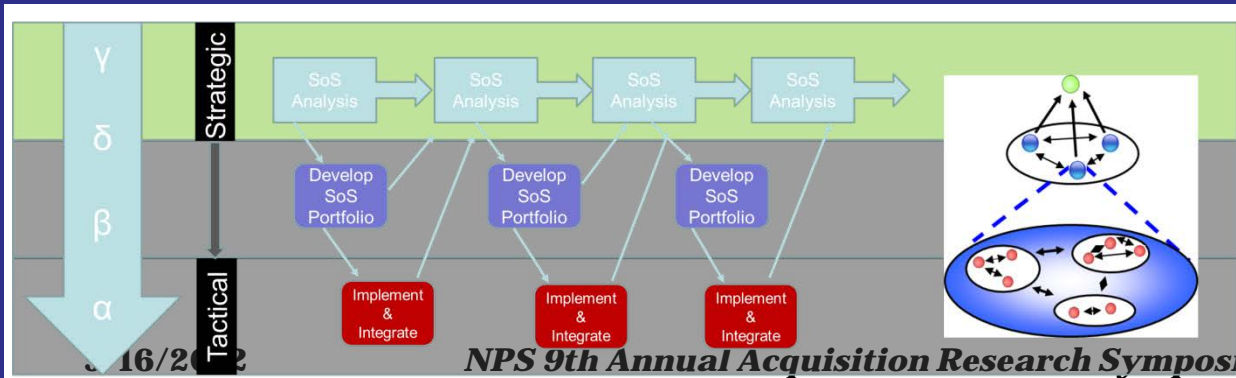 γ
δ
β
α
Strategic
Tactical
SoS
Analysis
SoS
Analysis
SoS
Analysis
SoS
Analysis
Develop
SoS
Portfolio
Develop
SoS
Portfolio
Develop
SoS
Portfolio
Implement
&
Integrate
Implement
&
Integrate
Implement
&
Integrate
NPS 9th Annual Acquisition Research